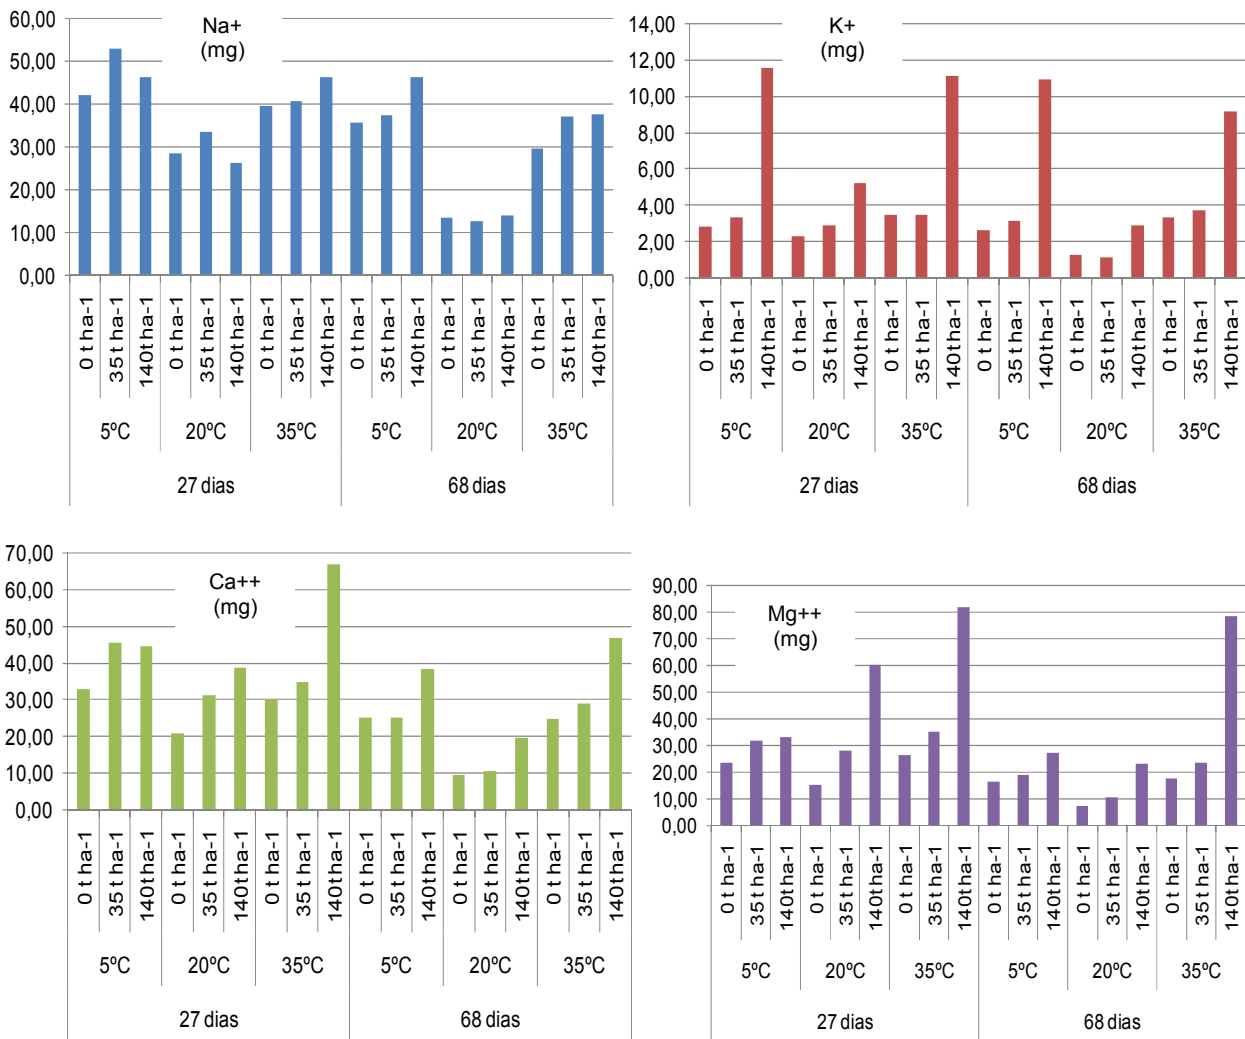 Na+
(mg)
60,00
50,00
40,00
30,00
20,00
10,00
0,00
0 t ha-1
35 t ha-1
140 t ha-1
0 t ha-1
35 t ha-1
140 t ha-1
0 t ha-1
35 t ha-1
140 t ha-1
0 t ha-1
35 t ha-1
140 t ha-1
0 t ha-1
35 t ha-1
140 t ha-1
0 t ha-1
35 t ha-1
140 t ha-1
5ºC 20ºC 35ºC 5ºC 20ºC 35ºC
27 dias 68 dias
K+
(mg)
14,00
12,00
10,00
8,00
6,00
4,00
2,00
0,00
0 t ha-1
35 t ha-1
140 t ha-1
0 t ha-1
35 t ha-1
140 t ha-1
0 t ha-1
35 t ha-1
140 t ha-1
0 t ha-1
35 t ha-1
140 t ha-1
0 t ha-1
35 t ha-1
140 t ha-1
0 t ha-1
35 t ha-1
140 t ha-1
5ºC 20ºC 35ºC 5ºC 20ºC 35ºC
27 dias 68 dias
Ca++
(mg)
70,00
60,00
50,00
40,00
30,00
20,00
10,00
0,00
0 t ha-1
35 t ha-1
140 t ha-1
0 t ha-1
35 t ha-1
140 t ha-1
0 t ha-1
35 t ha-1
140 t ha-1
0 t ha-1
35 t ha-1
140 t ha-1
0 t ha-1
35 t ha-1
140 t ha-1
0 t ha-1
35 t ha-1
140 t ha-1
5ºC 20ºC 35ºC 5ºC 20ºC 35ºC
27 dias 68 dias
Mg++
(mg)
90,00
80,00
70,00
60,00
50,00
40,00
30,00
20,00
10,00
0,00
0 t ha-1
35 t ha-1
140 t ha-1
0 t ha-1
35 t ha-1
140 t ha-1
0 t ha-1
35 t ha-1
140 t ha-1
0 t ha-1
35 t ha-1
140 t ha-1
0 t ha-1
35 t ha-1
140 t ha-1
0 t ha-1
35 t ha-1
140 t ha-1
5ºC 20ºC 35ºC 5ºC 20ºC 35ºC
27 dias 68 dias